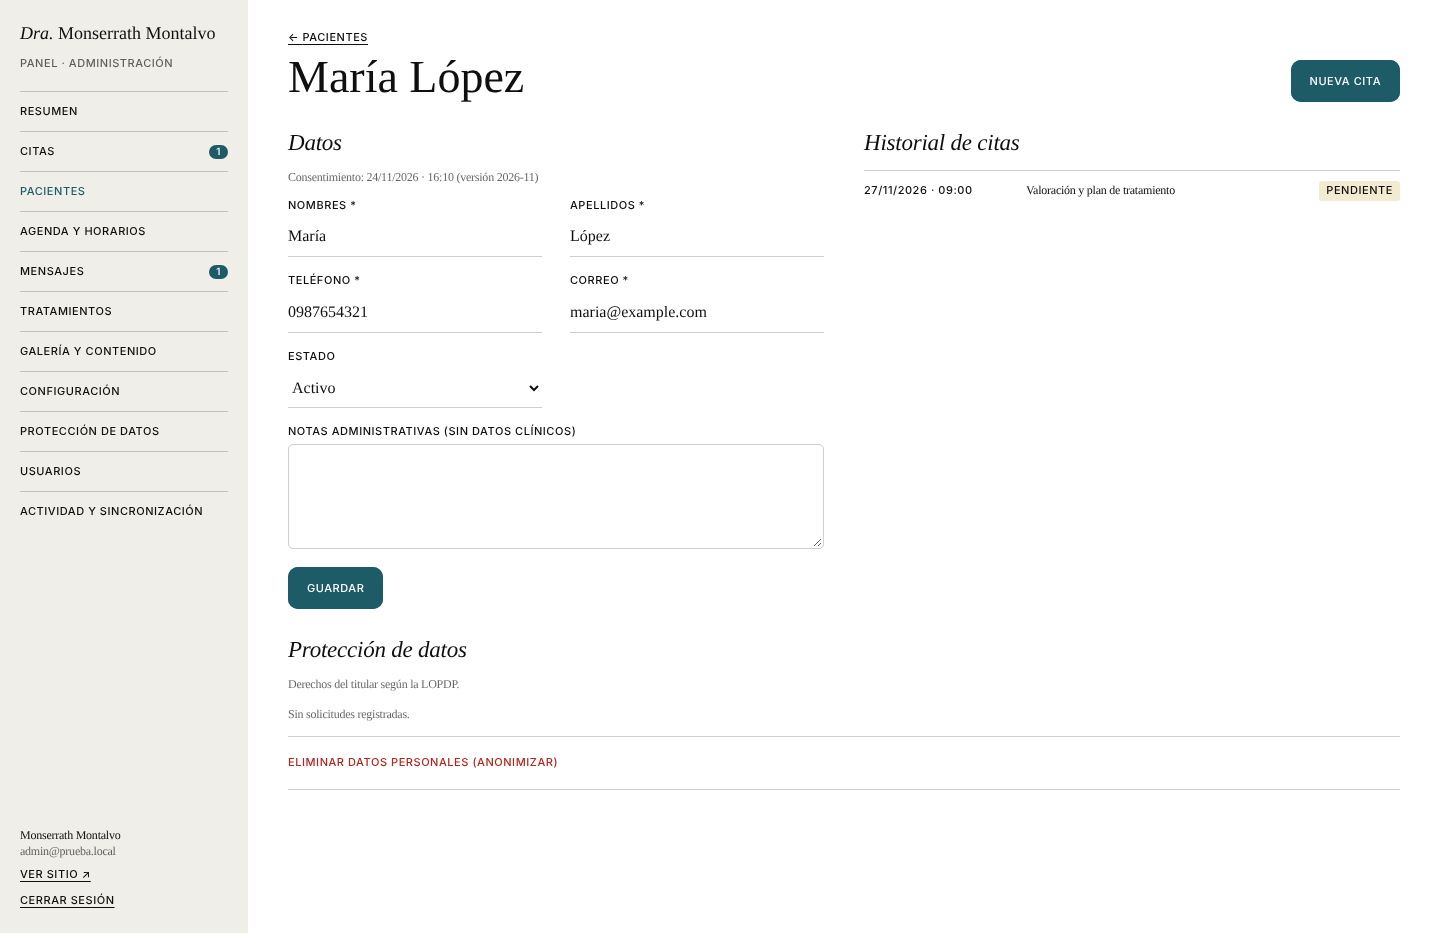 Dra. Monserrath Montalvo
PANEL · ADMINISTRACIÓN
RESUMEN
CITAS 1
PACIENTES
AGENDA Y HORARIOS
MENSAJES 1
TRATAMIENTOS
GALERÍA Y CONTENIDO
CONFIGURACIÓN
PROTECCIÓN DE DATOS
USUARIOS
ACTIVIDAD Y SINCRONIZACIÓN
Monserrath Montalvo
admin@prueba.local
VER SITIO ↗
CERRAR SESIÓN
← PACIENTES
María López
NUEVA CITA
Datos
Consentimiento: 24/11/2026 · 16:10 (versión 2026-11)
NOMBRES * APELLIDOS *
María López
TELÉFONO * CORREO *
0987654321 maria@example.com
ESTADO
Activo
NOTAS ADMINISTRATIVAS (SIN DATOS CLÍNICOS)
GUARDAR
Historial de citas
27/11/2026 · 09:00 Valoración y plan de tratamiento PENDIENTE
Protección de datos
Derechos del titular según la LOPDP.
Sin solicitudes registradas.
ELIMINAR DATOS PERSONALES (ANONIMIZAR)